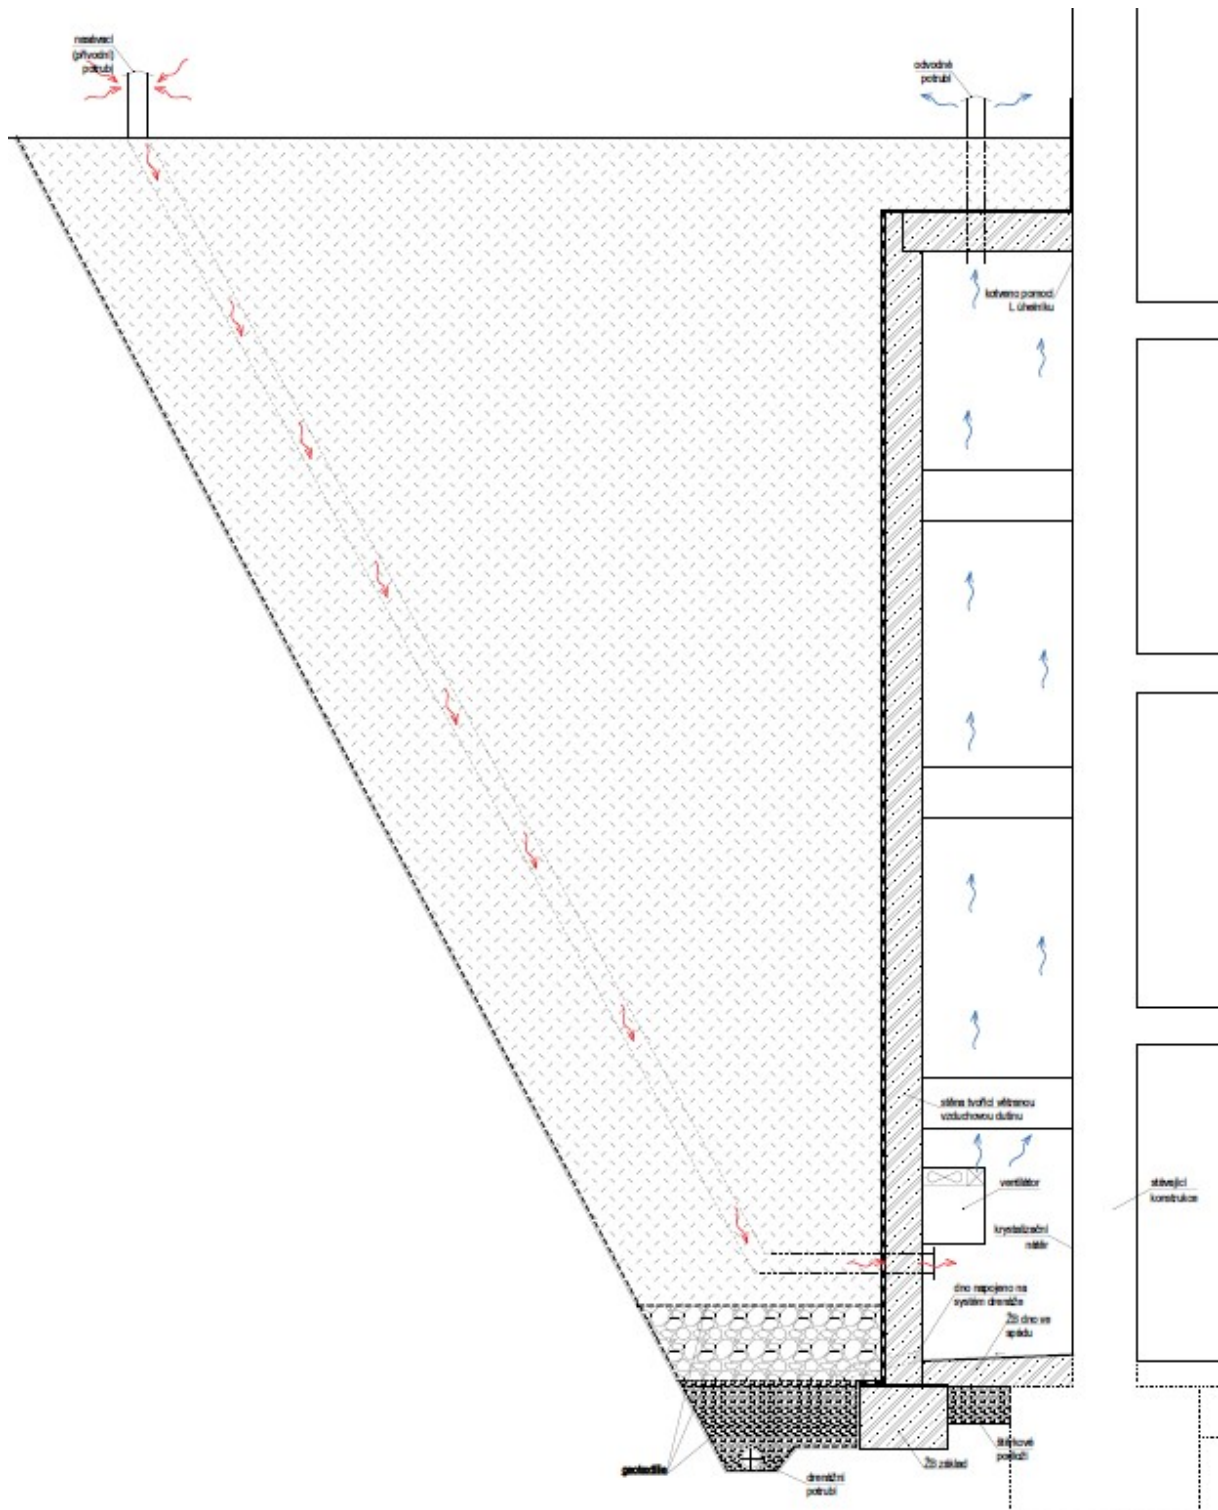 nasávací
(přívodní)
potrubí
odvodné
potrubí
kotveno pomocí
L úhelníku
stěna tvořící větranou
vzduchovou dutinu
ventilátor
stávající
konstrukce
krystalizační
nátěr
dno napojeno na
systém drenáže
ŽB dno ve
spádu
štěrkové
podloží
geotextilie
ŽB základ
drenážní
potrubí